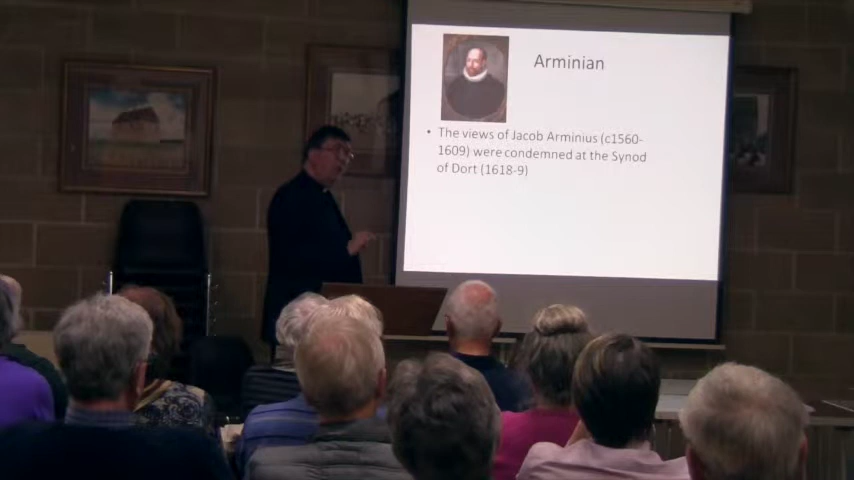 Arminian
• The views of Jacob Arminius (c1560-
1609) were condemned at the Synod
of Dort (1618-9)